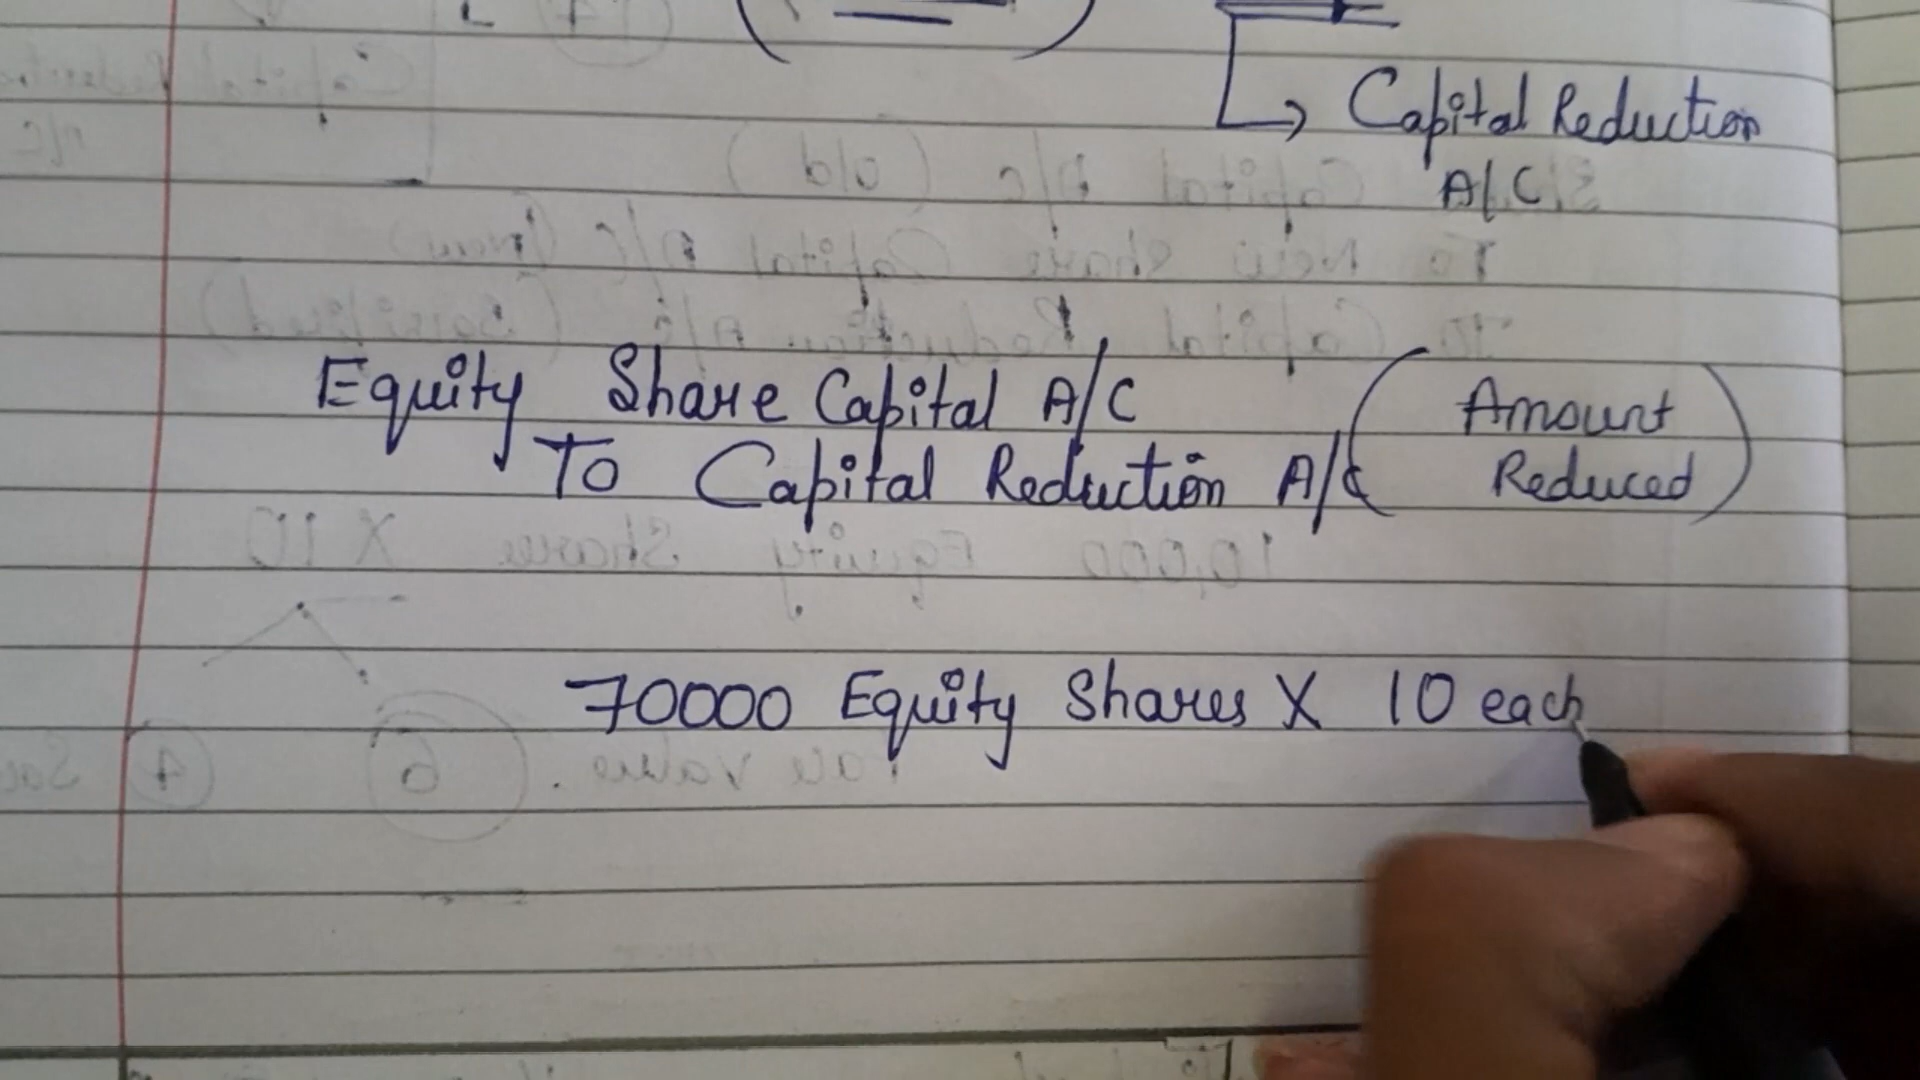 Capital Reduction
A/C
Equity Share Capital A/C
To Capital Reduction A/C (Amount Reduced)
70000 Equity Shares X 10 each